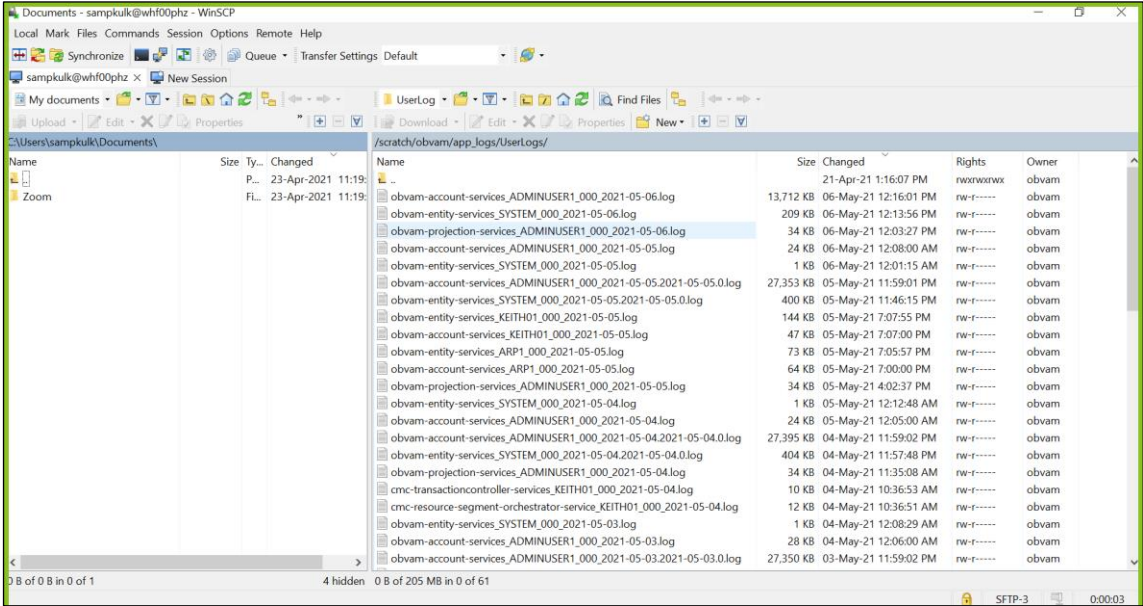 Documents - sampkulk@whf00phz - WinSCP
Local Mark Files Commands Session Options Remote Help
Synchronize Queue Transfer Settings Default
sampkulk@whf00phz × New Session
My documents UserLog Find Files
Upload Edit Properties " Download Edit Properties New
C:\Users\sampkulk\Documents\ /scratch/obvam/app_logs/UserLogs/
Name Size Ty... Changed Name Size Changed Rights Owner
.. P... 23-Apr-2021 11:19: .. 21-Apr-21 1:16:07 PM rwxrwxrwx obvam
Zoom Fi... 23-Apr-2021 11:19: obvam-account-services_ADMINUSER1_000_2021-05-06.log 13,712 KB 06-May-21 12:16:01 PM rw-r----- obvam
obvam-entity-services_SYSTEM_000_2021-05-06.log 209 KB 06-May-21 12:13:56 PM rw-r----- obvam
obvam-projection-services_ADMINUSER1_000_2021-05-06.log 34 KB 06-May-21 12:03:27 PM rw-r----- obvam
obvam-account-services_ADMINUSER1_000_2021-05-05.log 24 KB 06-May-21 12:08:00 AM rw-r----- obvam
obvam-entity-services_SYSTEM_000_2021-05-05.log 1 KB 06-May-21 12:01:15 AM rw-r----- obvam
obvam-account-services_ADMINUSER1_000_2021-05-05.2021-05-05.0.log 27,353 KB 05-May-21 11:59:01 PM rw-r----- obvam
obvam-entity-services_SYSTEM_000_2021-05-05.2021-05-05.0.log 400 KB 05-May-21 11:46:15 PM rw-r----- obvam
obvam-entity-services_KEITH01_000_2021-05-05.log 144 KB 05-May-21 7:07:55 PM rw-r----- obvam
obvam-account-services_KEITH01_000_2021-05-05.log 47 KB 05-May-21 7:07:00 PM rw-r----- obvam
obvam-entity-services_ARP1_000_2021-05-05.log 73 KB 05-May-21 7:05:57 PM rw-r----- obvam
obvam-account-services_ARP1_000_2021-05-05.log 64 KB 05-May-21 7:00:00 PM rw-r----- obvam
obvam-projection-services_ADMINUSER1_000_2021-05-05.log 34 KB 05-May-21 4:02:37 PM rw-r----- obvam
obvam-entity-services_SYSTEM_000_2021-05-04.log 1 KB 05-May-21 12:12:48 AM rw-r----- obvam
obvam-account-services_ADMINUSER1_000_2021-05-04.log 24 KB 05-May-21 12:05:00 AM rw-r----- obvam
obvam-account-services_ADMINUSER1_000_2021-05-04.2021-05-04.0.log 27,395 KB 04-May-21 11:59:02 PM rw-r----- obvam
obvam-entity-services_SYSTEM_000_2021-05-04.2021-05-04.0.log 404 KB 04-May-21 11:57:48 PM rw-r----- obvam
obvam-projection-services_ADMINUSER1_000_2021-05-04.log 34 KB 04-May-21 11:35:08 AM rw-r----- obvam
cmc-transactioncontroller-services_KEITH01_000_2021-05-04.log 10 KB 04-May-21 10:36:53 AM rw-r----- obvam
cmc-resource-segment-orchestrator-service_KEITH01_000_2021-05-04.log 12 KB 04-May-21 10:36:51 AM rw-r----- obvam
obvam-entity-services_SYSTEM_000_2021-05-03.log 1 KB 04-May-21 12:08:29 AM rw-r----- obvam
obvam-account-services_ADMINUSER1_000_2021-05-03.log 28 KB 04-May-21 12:06:00 AM rw-r----- obvam
obvam-account-services_ADMINUSER1_000_2021-05-03.2021-05-03.0.log 27,350 KB 03-May-21 11:59:02 PM rw-r----- obvam
0 B of 0 B in 0 of 1 4 hidden 0 B of 205 MB in 0 of 61
SFTP-3 0:00:03